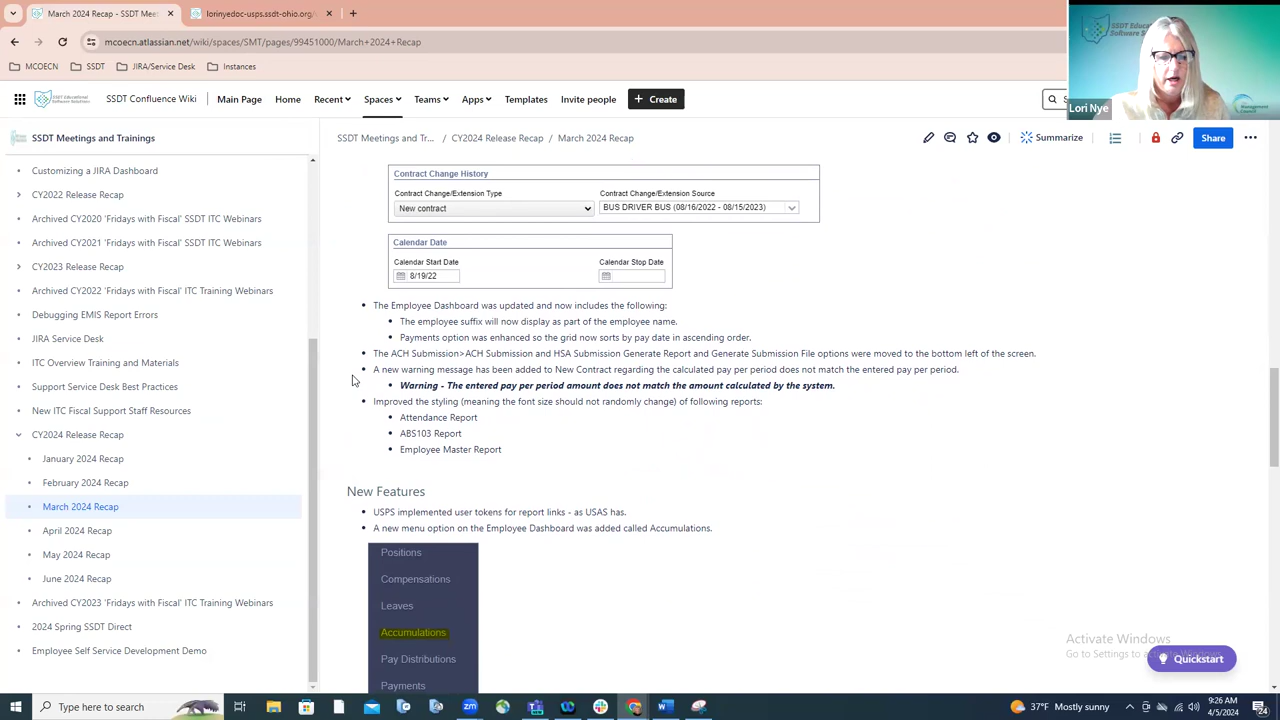 SSDT Meetings and Training
lorinyedc-usps.ssdt-ohio.org/
mcoecn.atlassian.net/wiki/spaces/SMT/pages/99451000/March+2024+Recap
MCOECN SSDT JIRA/Service Desk Instances
SSDT Confluence Wiki Main Page Home Recent Spaces Teams Apps Templates Invite people Create
Lori Nye
SSDT Meetings and Trainings
SSDT Meetings and Tr... / CY2024 Release Recap / March 2024 Recap
Summarize
Share
Customizing a JIRA Dashboard
CY2022 Release Recap
Archived CY2020 'Fridays with Fiscal' SSDT ITC Webinars
Archived CY2021 'Fridays with Fiscal' SSDT ITC Webinars
CY2023 Release Recap
Archived CY2022 'Fridays with Fiscal' ITC Training Webinars
Debugging EMIS Report Errors
JIRA Service Desk
ITC Overview Training and Materials
Support Service Desk Best Practices
New ITC Fiscal Support Staff Resources
CY2024 Release Recap
January 2024 Recap
February 2024 Recap
March 2024 Recap
April 2024 Recap
May 2024 Recap
June 2024 Recap
Archived CY2023 'Fridays with Fiscal' ITC Training Webinars
2024 Spring SSDT Direct
Employee Self Service Development Demo
Contract Change History
Contract Change/Extension Type Contract Change/Extension Source
New contract BUS DRIVER BUS (08/16/2022 - 08/15/2023)
Calendar Date
Calendar Start Date Calendar Stop Date
8/19/22
The Employee Dashboard was updated and now includes the following:
The employee suffix will now display as part of the employee name.
Payments option was enhanced so the grid now sorts by pay date in ascending order.
The ACH Submission>ACH Submission and HSA Submission Generate Report and Generate Submission File options were moved to the bottom left of the screen.
A new warning message has been added to New Contract regarding the calculated pay per period does not match the entered pay per period.
Warning - The entered pay per period amount does not match the amount calculated by the system.
Improved the styling (meaning the font size should not randomly change) of following reports:
Attendance Report
ABS103 Report
Employee Master Report
New Features
USPS implemented user tokens for report links - as USAS has.
A new menu option on the Employee Dashboard was added called Accumulations.
Positions
Compensations
Leaves
Accumulations
Pay Distributions
Payments
Activate Windows
Quickstart
Type here to search
37°F Mostly sunny
9:26 AM
4/5/2024
24